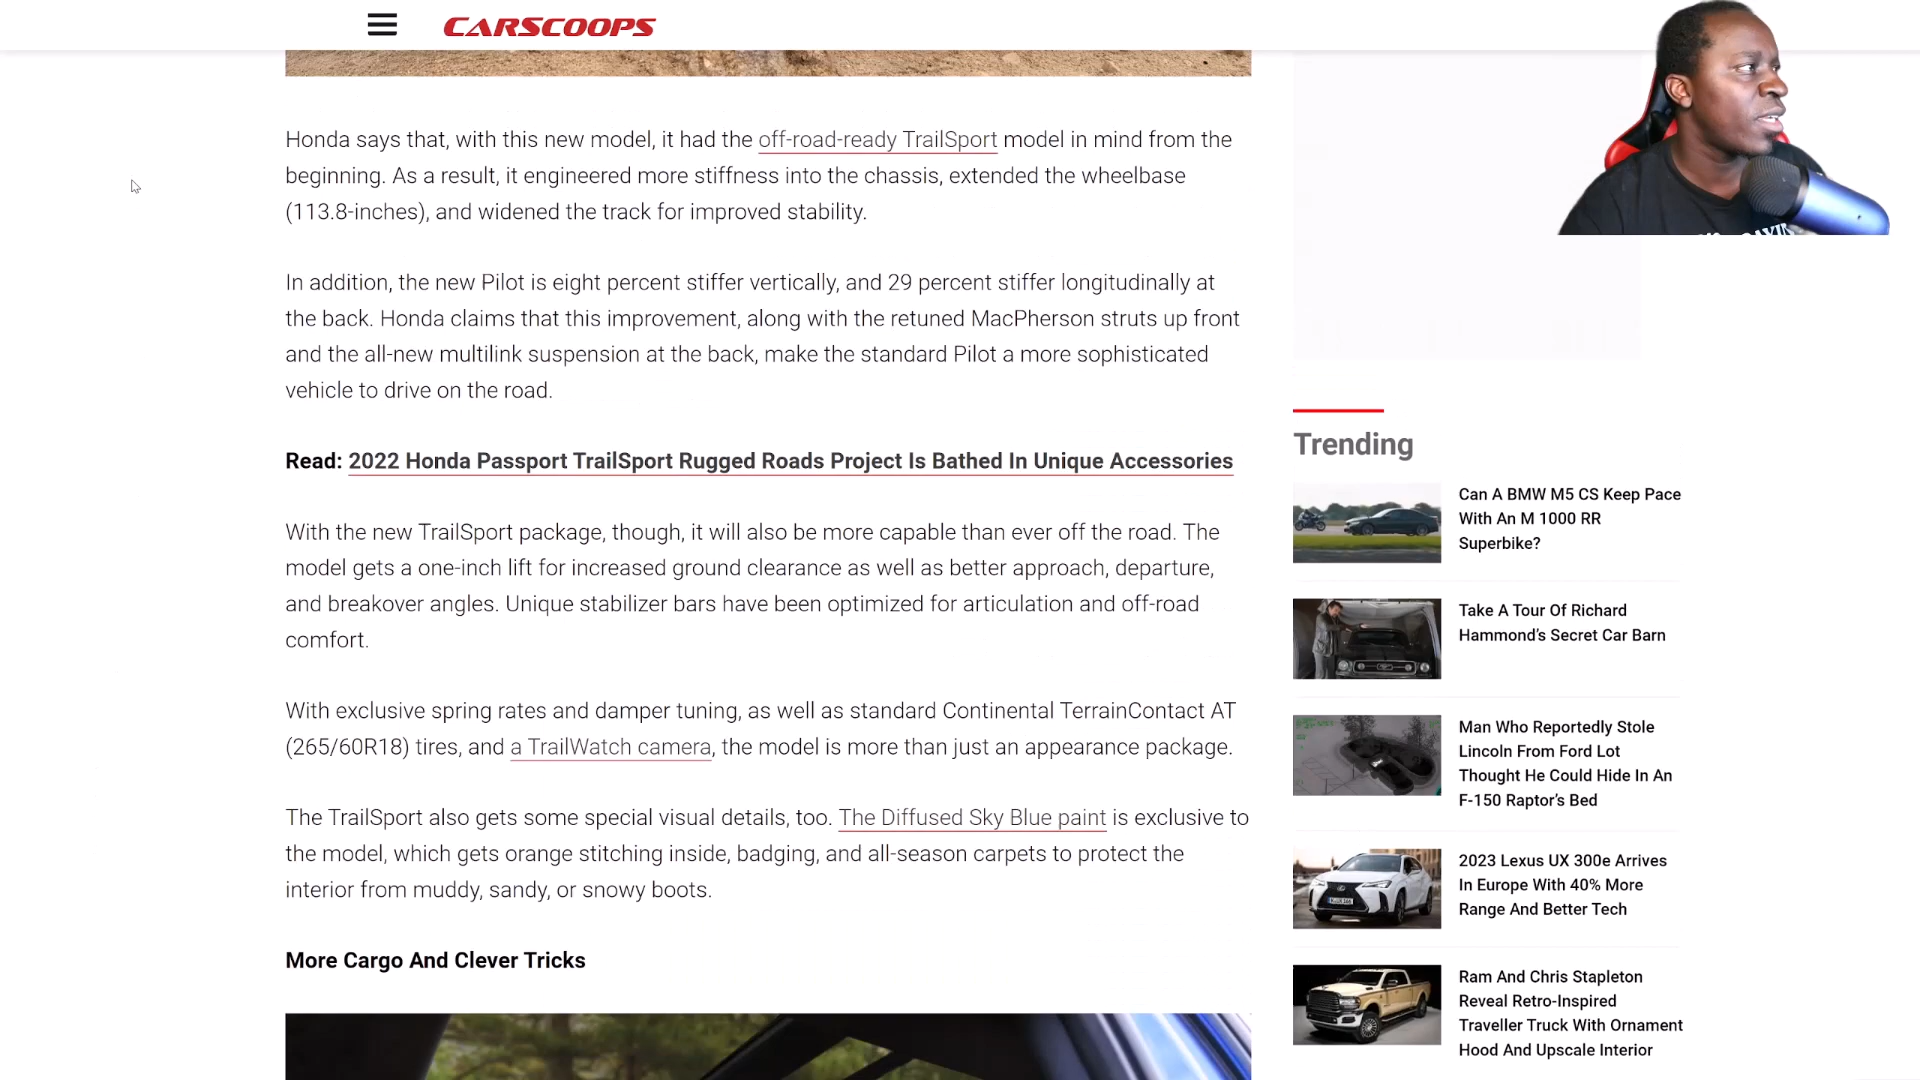 CARSCOOPS
Honda says that, with this new model, it had the off-road-ready TrailSport model in mind from the
beginning. As a result, it engineered more stiffness into the chassis, extended the wheelbase
(113.8-inches), and widened the track for improved stability.
In addition, the new Pilot is eight percent stiffer vertically, and 29 percent stiffer longitudinally at
the back. Honda claims that this improvement, along with the retuned MacPherson struts up front
and the all-new multilink suspension at the back, make the standard Pilot a more sophisticated
vehicle to drive on the road.
Read: 2022 Honda Passport TrailSport Rugged Roads Project Is Bathed In Unique Accessories
With the new TrailSport package, though, it will also be more capable than ever off the road. The
model gets a one-inch lift for increased ground clearance as well as better approach, departure,
and breakover angles. Unique stabilizer bars have been optimized for articulation and off-road
comfort.
With exclusive spring rates and damper tuning, as well as standard Continental TerrainContact AT
(265/60R18) tires, and a TrailWatch camera, the model is more than just an appearance package.
The TrailSport also gets some special visual details, too. The Diffused Sky Blue paint is exclusive to
the model, which gets orange stitching inside, badging, and all-season carpets to protect the
interior from muddy, sandy, or snowy boots.
More Cargo And Clever Tricks
Trending
Can A BMW M5 CS Keep Pace
With An M 1000 RR
Superbike?
Take A Tour Of Richard
Hammond's Secret Car Barn
Man Who Reportedly Stole
Lincoln From Ford Lot
Thought He Could Hide In An
F-150 Raptor's Bed
2023 Lexus UX 300e Arrives
In Europe With 40% More
Range And Better Tech
Ram And Chris Stapleton
Reveal Retro-Inspired
Traveller Truck With Ornament
Hood And Upscale Interior